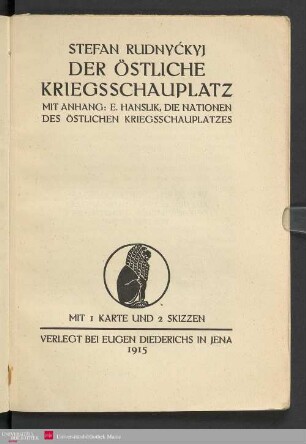 STEFAN RUDNYĆKYJ
DER ÖSTLICHE
KRIEGSSCHAUPLATZ
MIT ANHANG: E. HANSLIK, DIE NATIONEN
DES ÖSTLICHEN KRIEGSSCHAUPLATZES
MIT 1 KARTE UND 2 SKIZZEN
VERLEGT BEI EUGEN DIEDERICHS IN JENA
1915